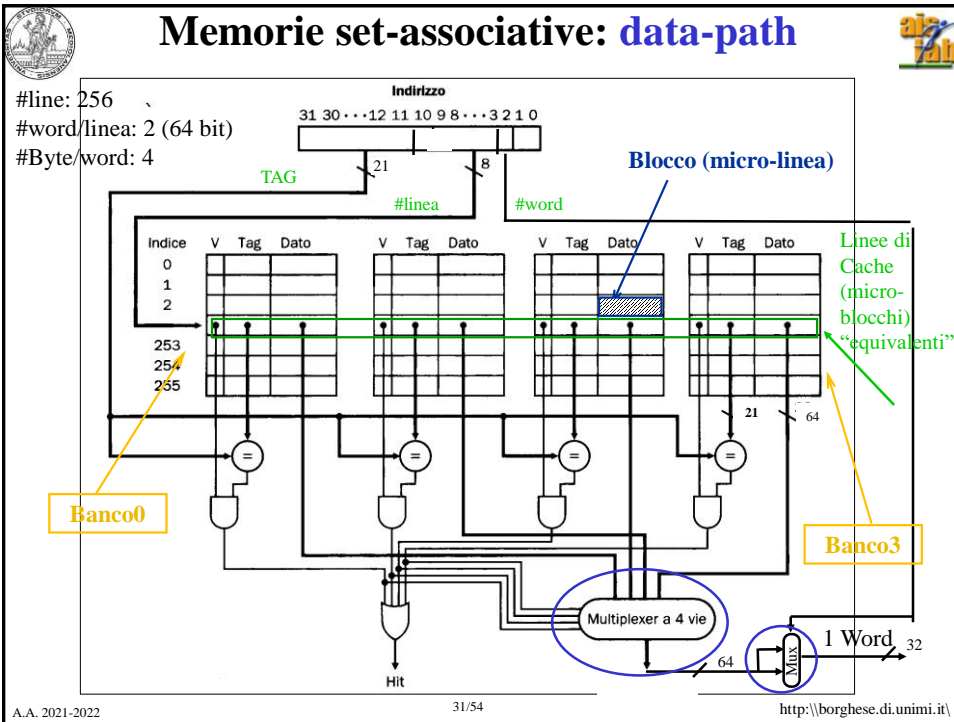 Memorie set-associative: data-path
#line: 256
#word/linea: 2 (64 bit)
#Byte/word: 4
Indirizzo
31 30 · · · 12 11 10 9 8 · · · 3 2 1 0
21
8
TAG
#linea
#word
Blocco (micro-linea)
Indice V Tag Dato V Tag Dato V Tag Dato V Tag Dato
0
1
2
253
254
255
Linee di
Cache
(micro-
blocchi)
“equivalenti”
21
64
= = = =
Banco0
Banco3
Multiplexer a 4 vie
64
Mux
1 Word
32
Hit
A.A. 2021-2022
31/54
http:\\borghese.di.unimi.it\